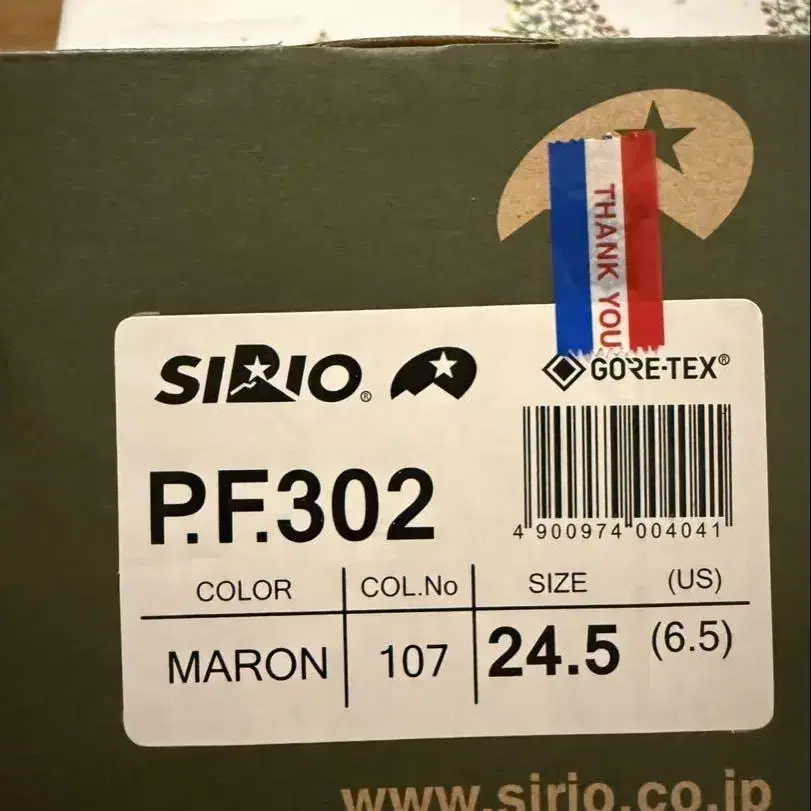 THANK YOU
SIRIO®
GORE-TEX®
4 900974 004041
P.F.302
COLOR COL.No SIZE (US)
MARON 107 24.5 (6.5)
www.sirio.co.jp